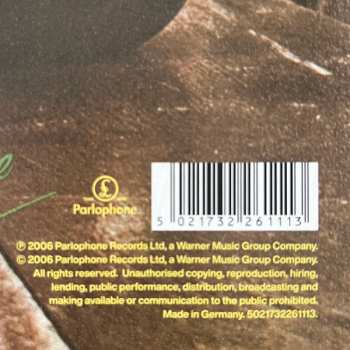 £
Parlophone
5 021732 261113
℗ 2006 Parlophone Records Ltd, a Warner Music Group Company.
© 2006 Parlophone Records Ltd, a Warner Music Group Company.
All rights reserved. Unauthorised copying, reproduction, hiring,
lending, public performance, distribution, broadcasting and
making available or communication to the public prohibited.
Made in Germany. 5021732261113.